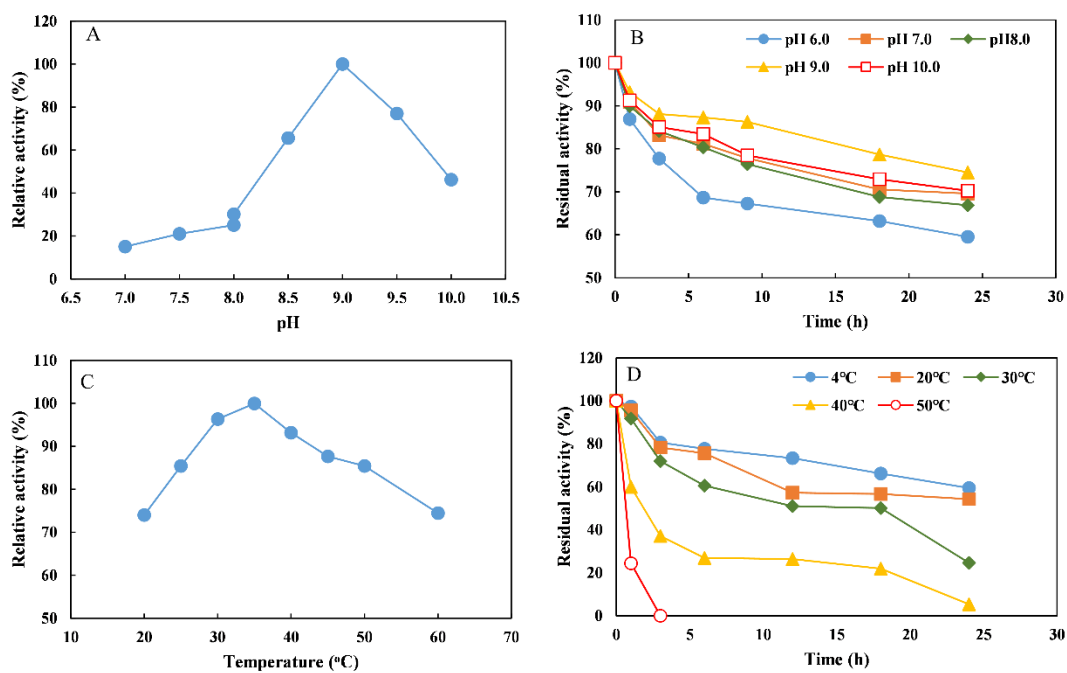 A
Relative activity (%)
120
100
80
60
40
20
0
6.5 7.0 7.5 8.0 8.5 9.0 9.5 10.0 10.5
pH
B
pH 6.0 pH 7.0 pH8.0
pH 9.0 pH 10.0
Residual activity (%)
110
100
90
80
70
60
50
0 5 10 15 20 25 30
Time (h)
C
Relative activity (%)
110
100
90
80
70
60
50
10 20 30 40 50 60 70
Temperature (°C)
D
4°C 20°C 30°C
40°C 50°C
Residual activity (%)
120
100
80
60
40
20
0
0 5 10 15 20 25 30
Time (h)